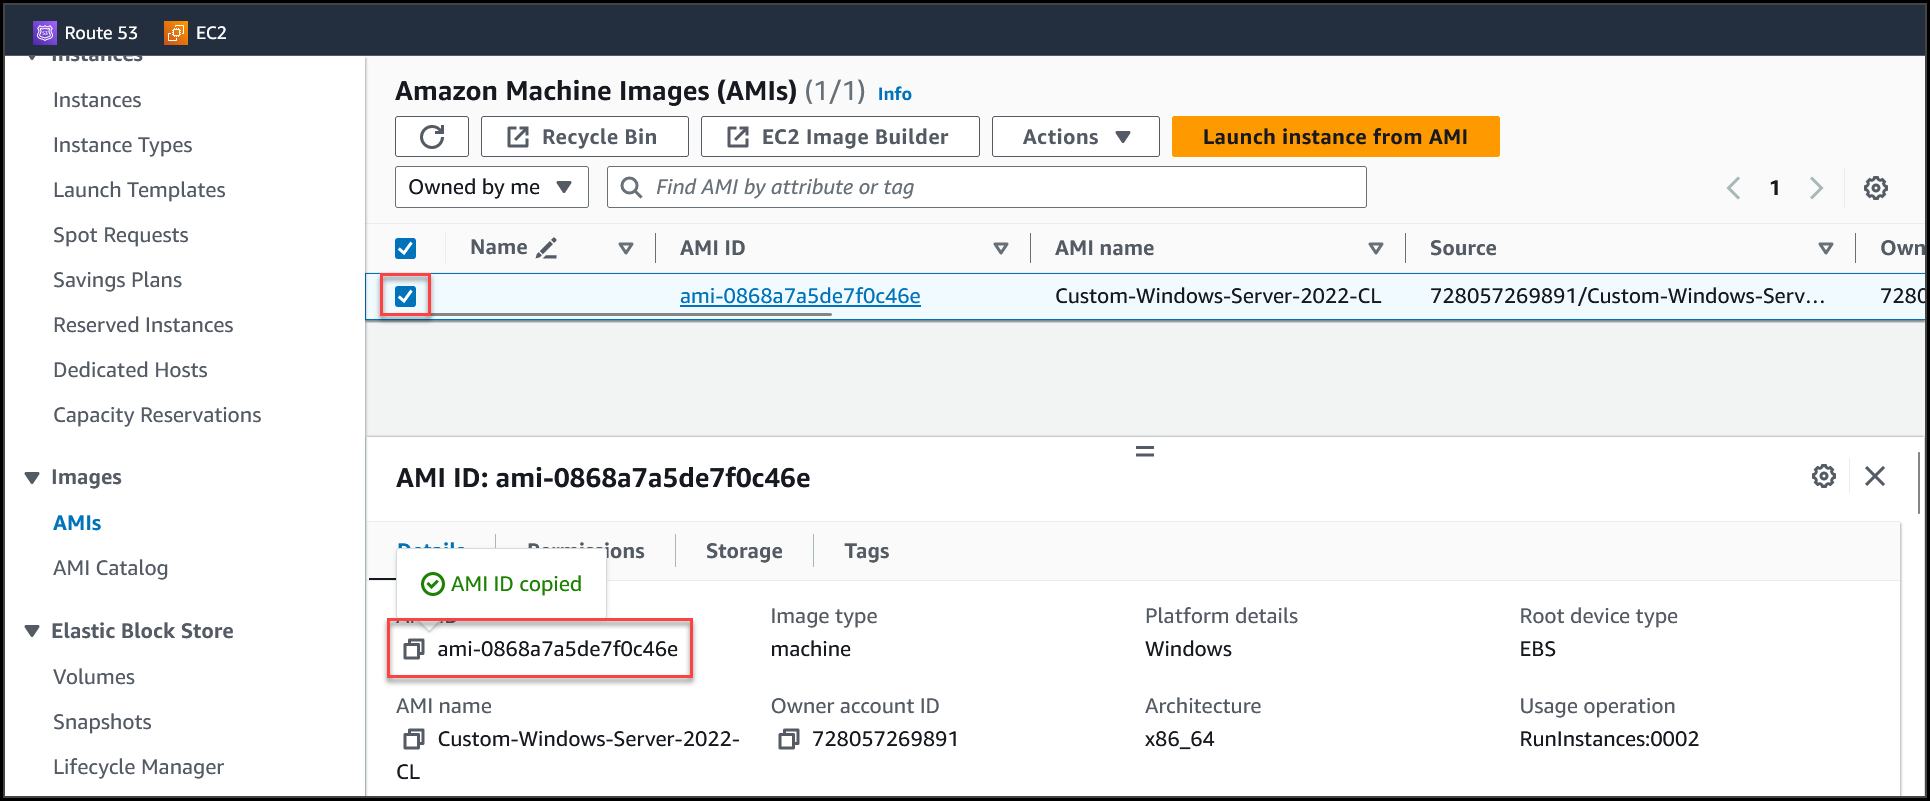 Route 53 EC2
Instances
Instances
Instance Types
Launch Templates
Spot Requests
Savings Plans
Reserved Instances
Dedicated Hosts
Capacity Reservations
Images
AMIs
AMI Catalog
Elastic Block Store
Volumes
Snapshots
Lifecycle Manager
Amazon Machine Images (AMIs) (1/1) Info
Recycle Bin EC2 Image Builder Actions Launch instance from AMI
Owned by me Find AMI by attribute or tag 1
Name AMI ID AMI name Source Own
ami-0868a7a5de7f0c46e Custom-Windows-Server-2022-CL 728057269891/Custom-Windows-Serv... 728
AMI ID: ami-0868a7a5de7f0c46e
Details Permissions Storage Tags
AMI ID copied
Image type Platform details Root device type
ami-0868a7a5de7f0c46e machine Windows EBS
AMI name Owner account ID Architecture Usage operation
Custom-Windows-Server-2022- 728057269891 x86_64 RunInstances:0002
CL